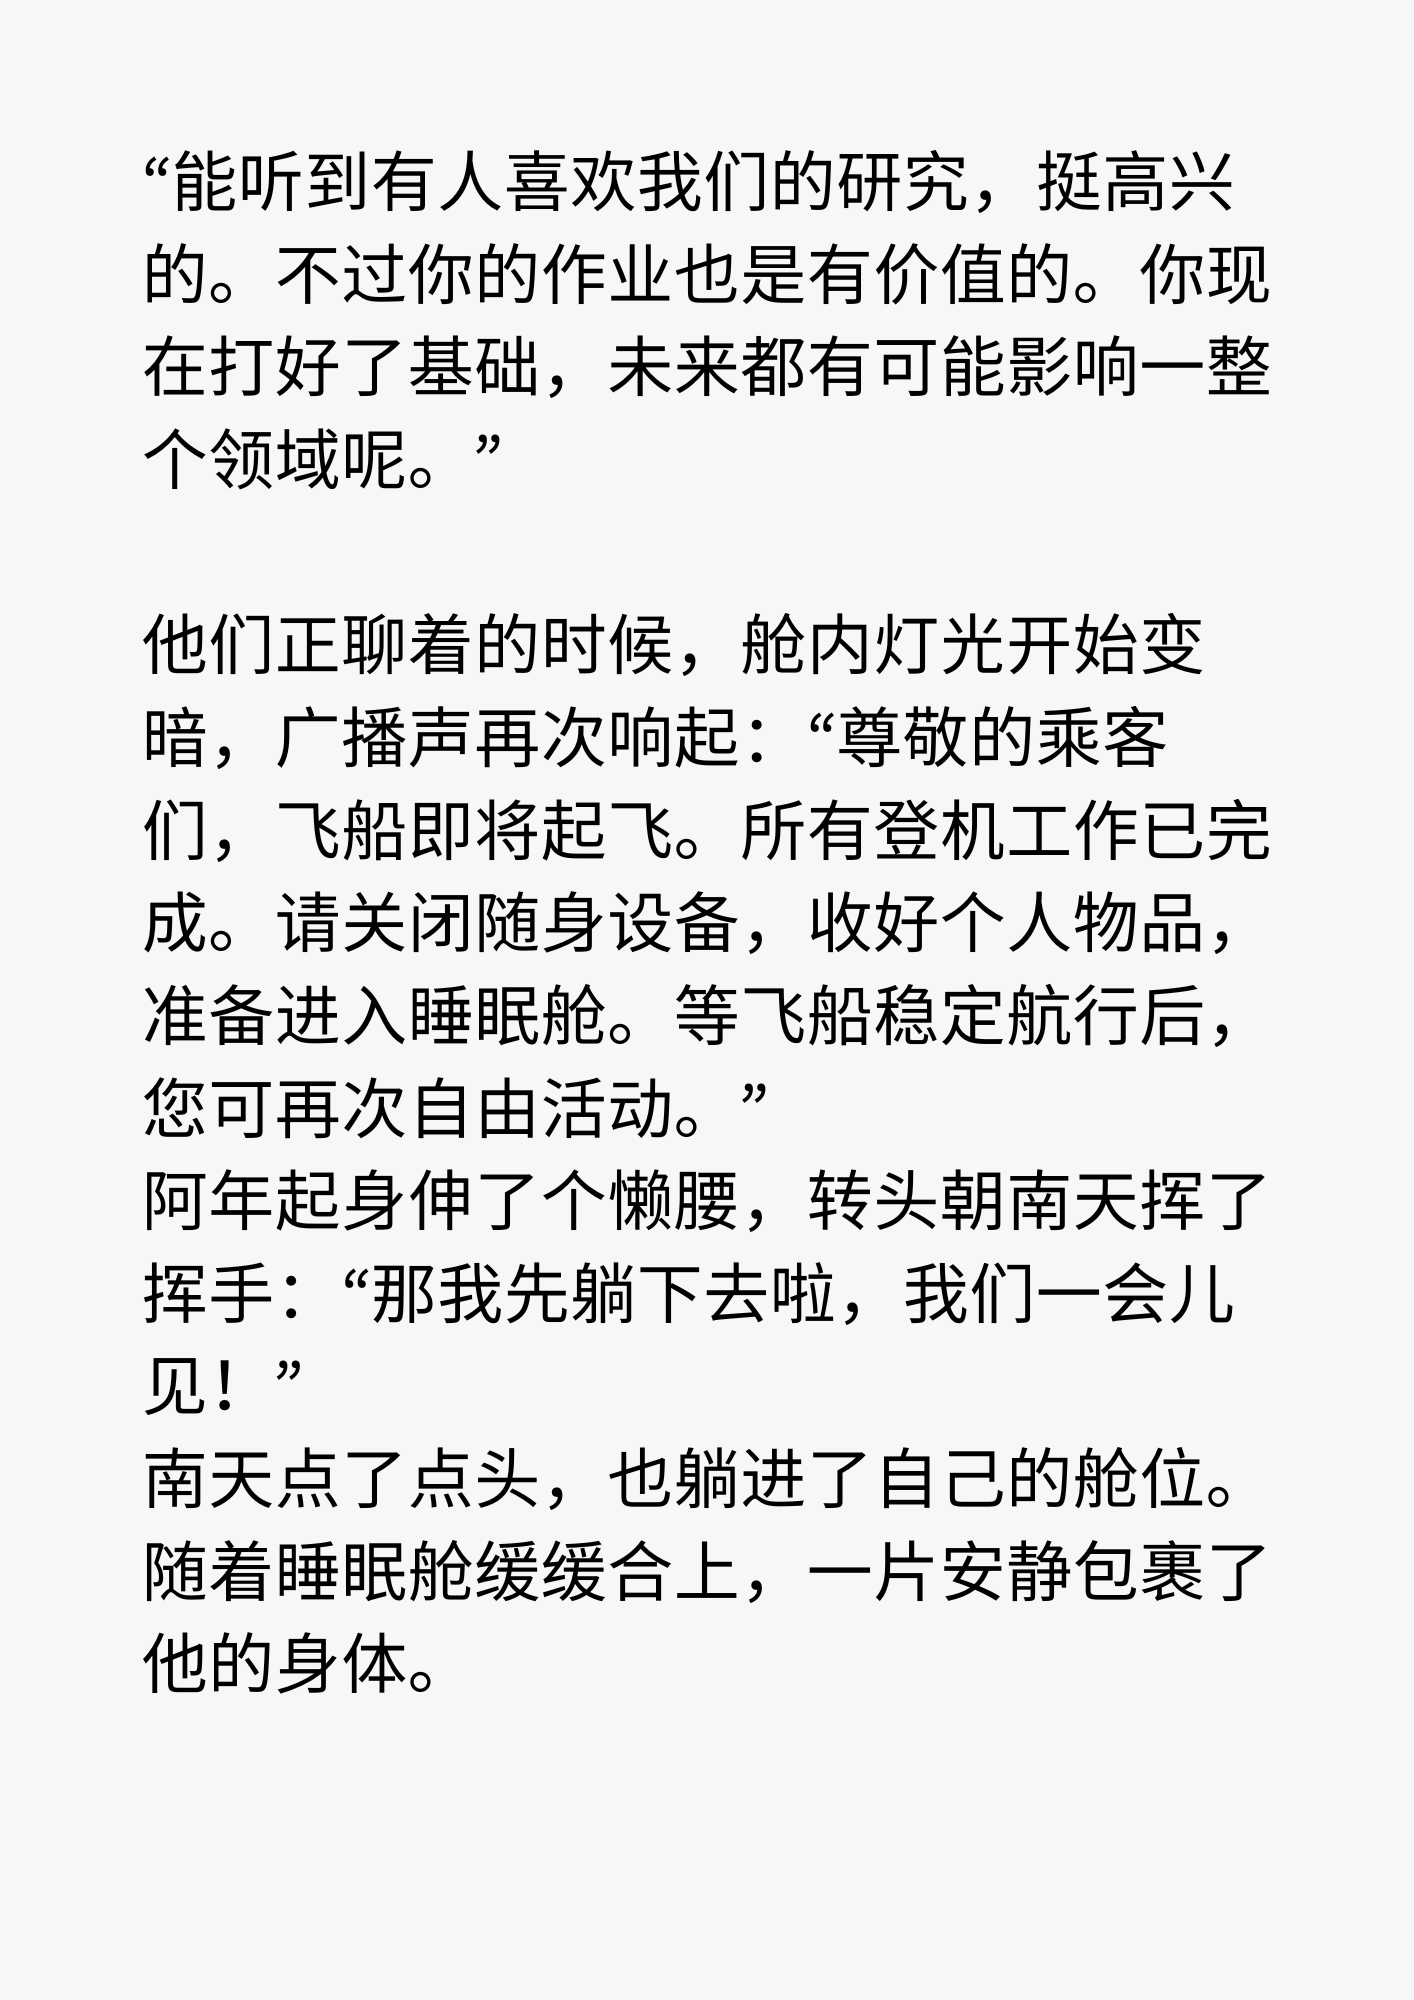 “能听到有人喜欢我们的研究，挺高兴
的。不过你的作业也是有价值的。你现
在打好了基础，未来都有可能影响一整
个领域呢。”
他们正聊着的时候，舱内灯光开始变
暗，广播声再次响起：“尊敬的乘客
们，飞船即将起飞。所有登机工作已完
成。请关闭随身设备，收好个人物品，
准备进入睡眠舱。等飞船稳定航行后，
您可再次自由活动。”
阿年起身伸了个懒腰，转头朝南天挥了
挥手：“那我先躺下去啦，我们一会儿
见！”
南天点了点头，也躺进了自己的舱位。
随着睡眠舱缓缓合上，一片安静包裹了
他的身体。